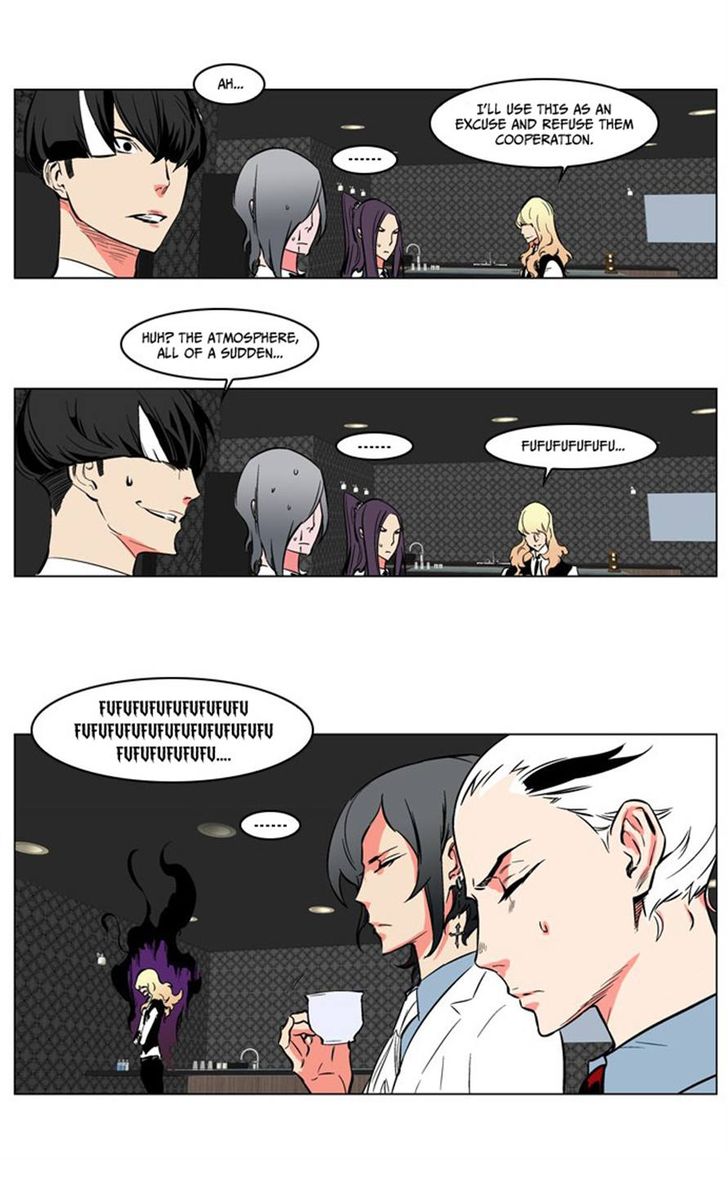 AH...
------
I'LL USE THIS AS AN
EXCUSE AND REFUSE THEM
COOPERATION.
HUH? THE ATMOSPHERE,
ALL OF A SUDDEN...
------
FUFUFUFUFUFU...
FUFUFUFUFUFUFUFUFU
FUFUFUFUFUFUFUFUFUFUFUFU
FUFUFUFUFUFU....
------